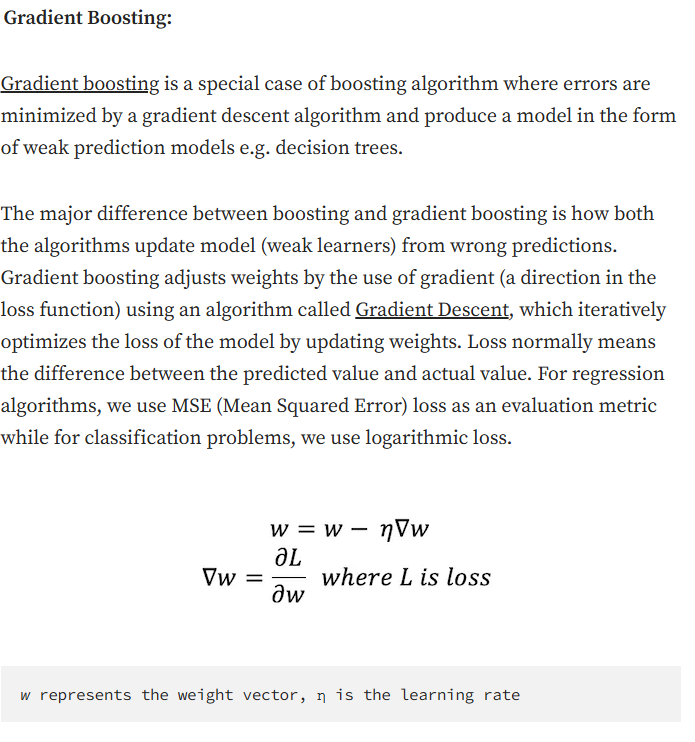 Gradient Boosting:
Gradient boosting is a special case of boosting algorithm where errors are
minimized by a gradient descent algorithm and produce a model in the form
of weak prediction models e.g. decision trees.
The major difference between boosting and gradient boosting is how both
the algorithms update model (weak learners) from wrong predictions.
Gradient boosting adjusts weights by the use of gradient (a direction in the
loss function) using an algorithm called Gradient Descent, which iteratively
optimizes the loss of the model by updating weights. Loss normally means
the difference between the predicted value and actual value. For regression
algorithms, we use MSE (Mean Squared Error) loss as an evaluation metric
while for classification problems, we use logarithmic loss.
w = w − η∇w
∇w = ∂L/∂w where L is loss
w represents the weight vector, η is the learning rate